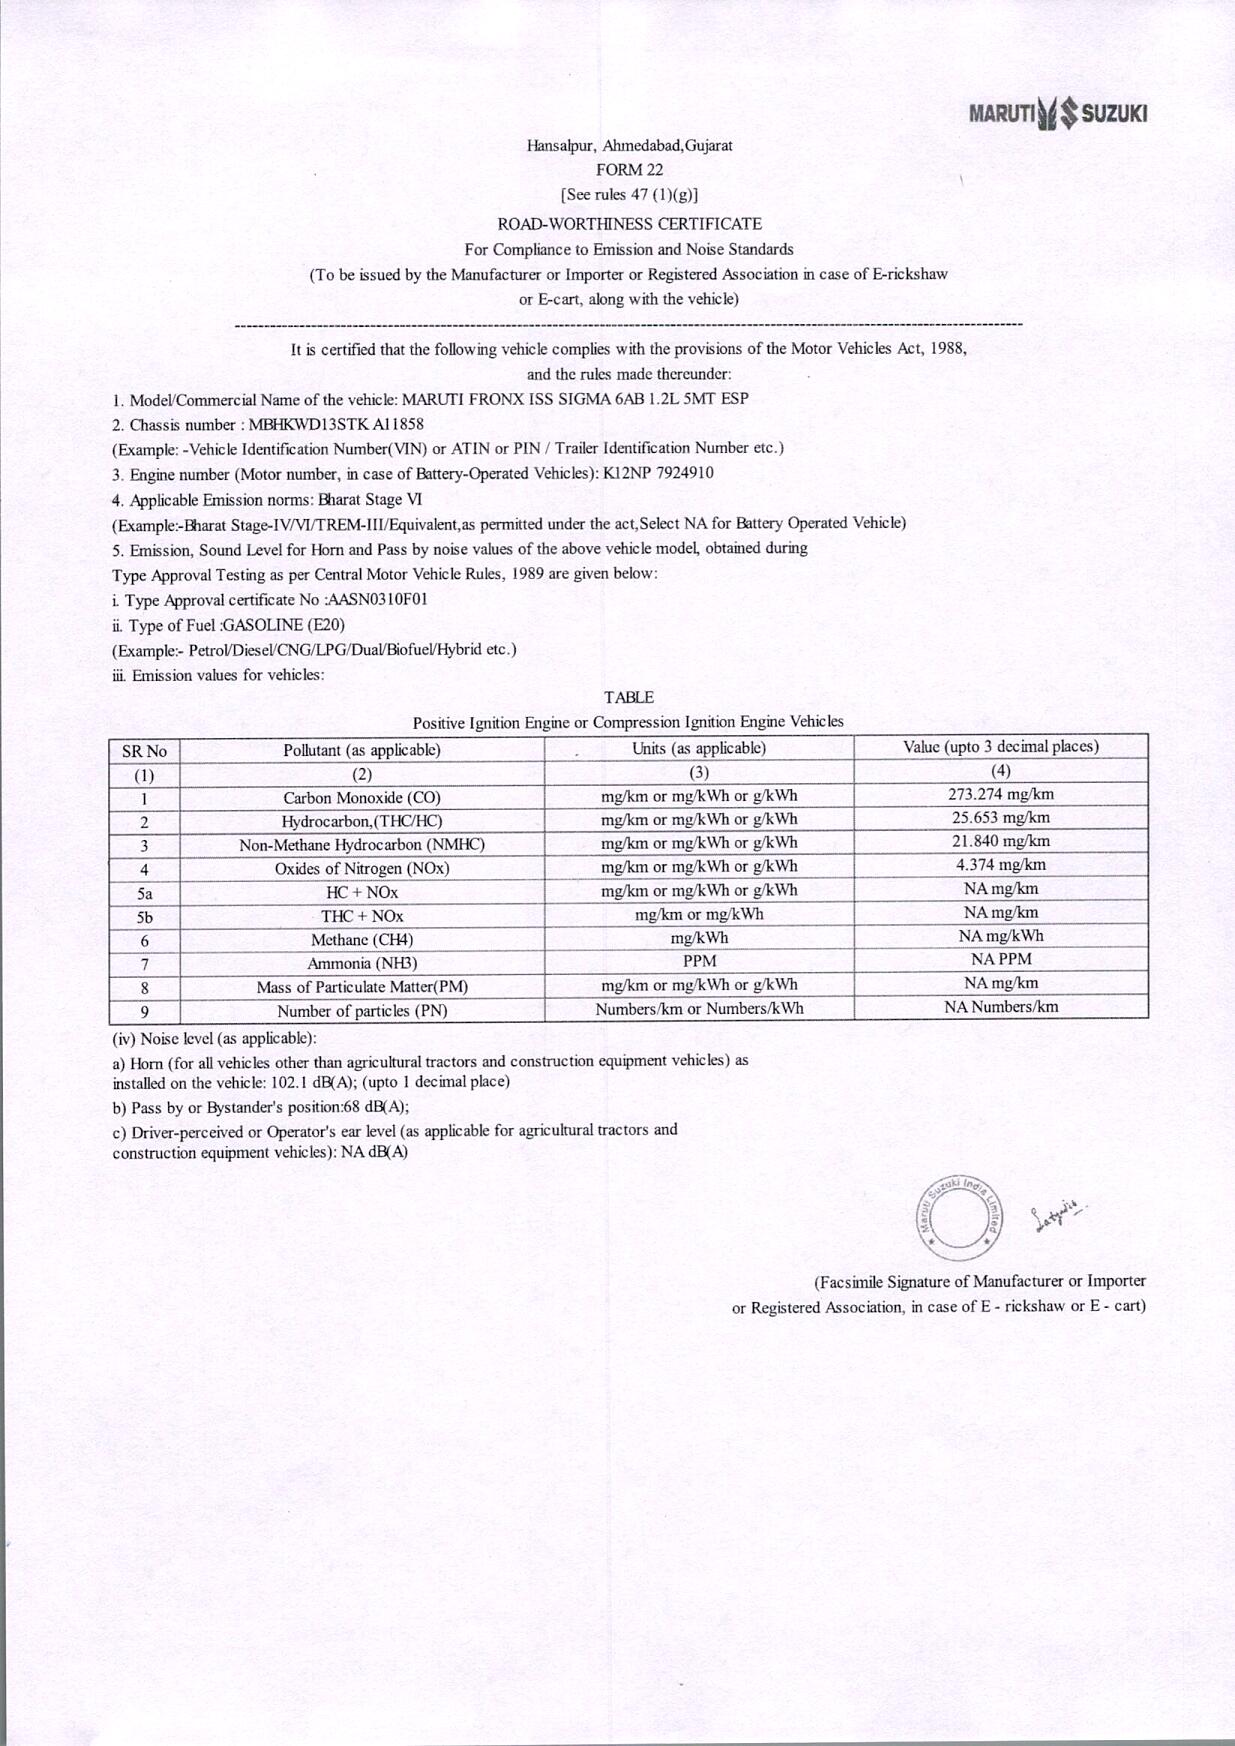 MARUTI SUZUKI
Hansalpur, Ahmedabad,Gujarat
FORM 22
[See rules 47 (1)(g)]
ROAD-WORTHINESS CERTIFICATE
For Compliance to Emission and Noise Standards
(To be issued by the Manufacturer or Importer or Registered Association in case of E-rickshaw
or E-cart, along with the vehicle)
It is certified that the following vehicle complies with the provisions of the Motor Vehicles Act, 1988,
and the rules made thereunder:
1. Model/Commercial Name of the vehicle: MARUTI FRONX ISS SIGMA 6AB 1.2L 5MT ESP
2. Chassis number : MBHKWD13STK A11858
(Example: -Vehicle Identification Number(VIN) or ATIN or PIN / Trailer Identification Number etc.)
3. Engine number (Motor number, in case of Battery-Operated Vehicles): K12NP 7924910
4. Applicable Emission norms: Bharat Stage VI
(Example:-Bharat Stage-IV/VI/TREM-III/Equivalent,as permitted under the act,Select NA for Battery Operated Vehicle)
5. Emission, Sound Level for Horn and Pass by noise values of the above vehicle model, obtained during
Type Approval Testing as per Central Motor Vehicle Rules, 1989 are given below:
i. Type Approval certificate No :AASN0310F01
ii. Type of Fuel :GASOLINE (E20)
(Example:- Petrol/Diesel/CNG/LPG/Dual/Biofuel/Hybrid etc.)
iii. Emission values for vehicles:
TABLE
Positive Ignition Engine or Compression Ignition Engine Vehicles
SR No Pollutant (as applicable) Units (as applicable) Value (upto 3 decimal places)
(1) (2) (3) (4)
1 Carbon Monoxide (CO) mg/km or mg/kWh or g/kWh 273.274 mg/km
2 Hydrocarbon,(THC/HC) mg/km or mg/kWh or g/kWh 25.653 mg/km
3 Non-Methane Hydrocarbon (NMHC) mg/km or mg/kWh or g/kWh 21.840 mg/km
4 Oxides of Nitrogen (NOx) mg/km or mg/kWh or g/kWh 4.374 mg/km
5a HC + NOx mg/km or mg/kWh or g/kWh NA mg/km
5b THC + NOx mg/km or mg/kWh NA mg/km
6 Methane (CH4) mg/kWh NA mg/kWh
7 Ammonia (NH3) PPM NA PPM
8 Mass of Particulate Matter(PM) mg/km or mg/kWh or g/kWh NA mg/km
9 Number of particles (PN) Numbers/km or Numbers/kWh NA Numbers/km
(iv) Noise level (as applicable):
a) Horn (for all vehicles other than agricultural tractors and construction equipment vehicles) as
installed on the vehicle: 102.1 dB(A); (upto 1 decimal place)
b) Pass by or Bystander's position:68 dB(A);
c) Driver-perceived or Operator's ear level (as applicable for agricultural tractors and
construction equipment vehicles): NA dB(A)
Maruti Suzuki India Limited
(Facsimile Signature of Manufacturer or Importer
or Registered Association, in case of E - rickshaw or E - cart)